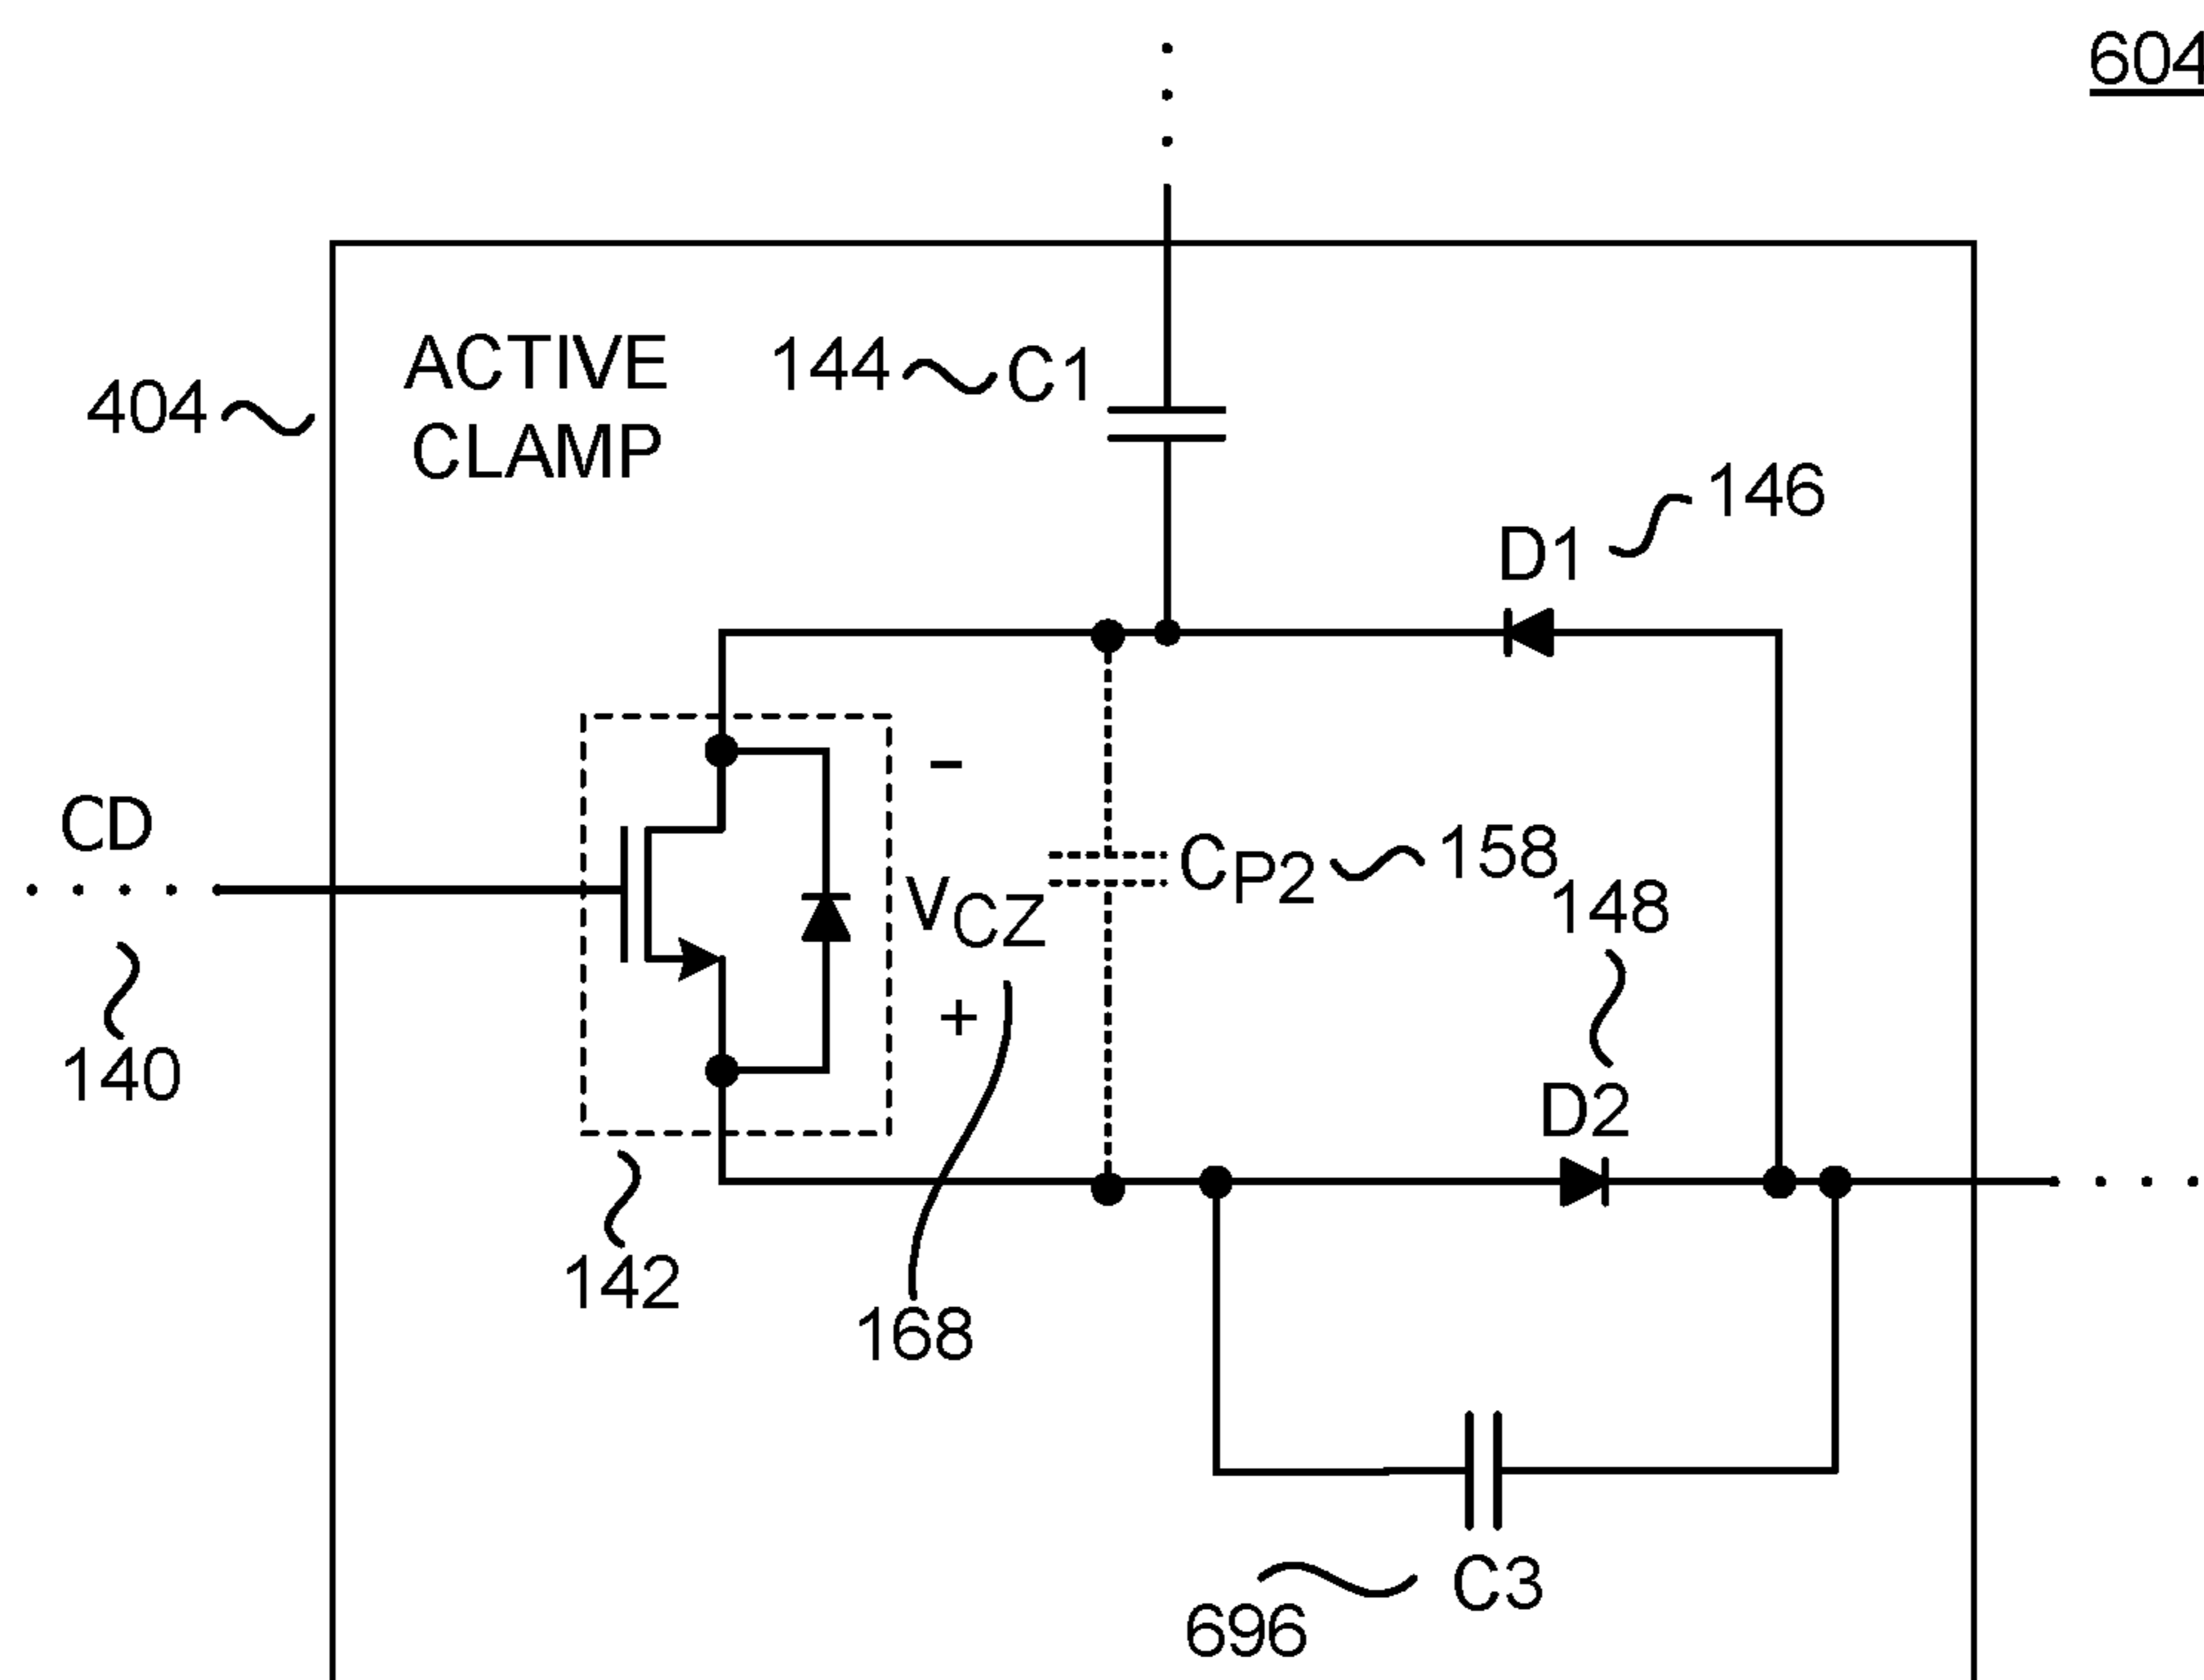 604
ACTIVE
CLAMP
404
144
C1
146
D1
-
CD
VCZ
CP2
158
148
+
140
D2
142
168
C3
696